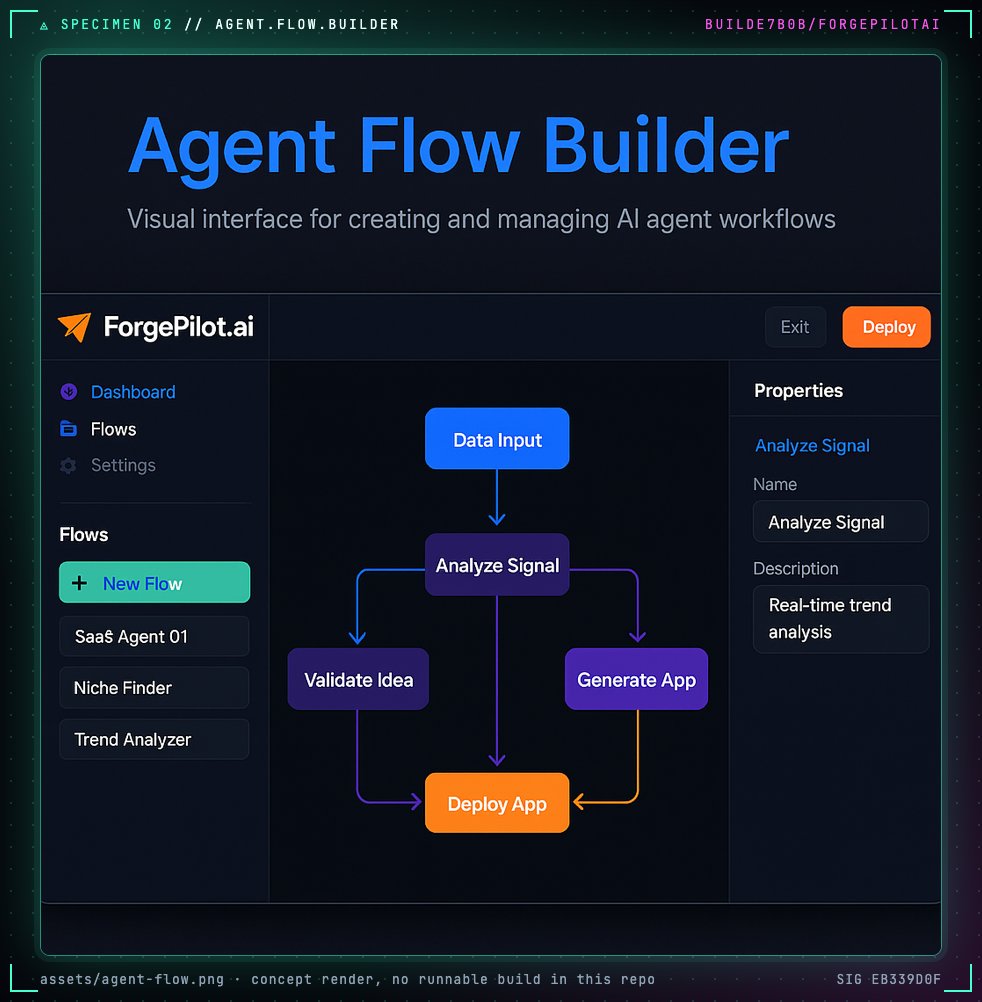 ◬ SPECIMEN 02 // AGENT.FLOW.BUILDER
BUILDE7B0B/FORGEPILOTAI
Agent Flow Builder
Visual interface for creating and managing AI agent workflows
ForgePilot.ai
Exit
Deploy
Dashboard
Flows
Settings
Flows
+ New Flow
SaaS Agent 01
Niche Finder
Trend Analyzer
Data Input
Analyze Signal
Validate Idea
Generate App
Deploy App
Properties
Analyze Signal
Name
Analyze Signal
Description
Real-time trend
analysis
assets/agent-flow.png · concept render, no runnable build in this repo
SIG EB339D0F